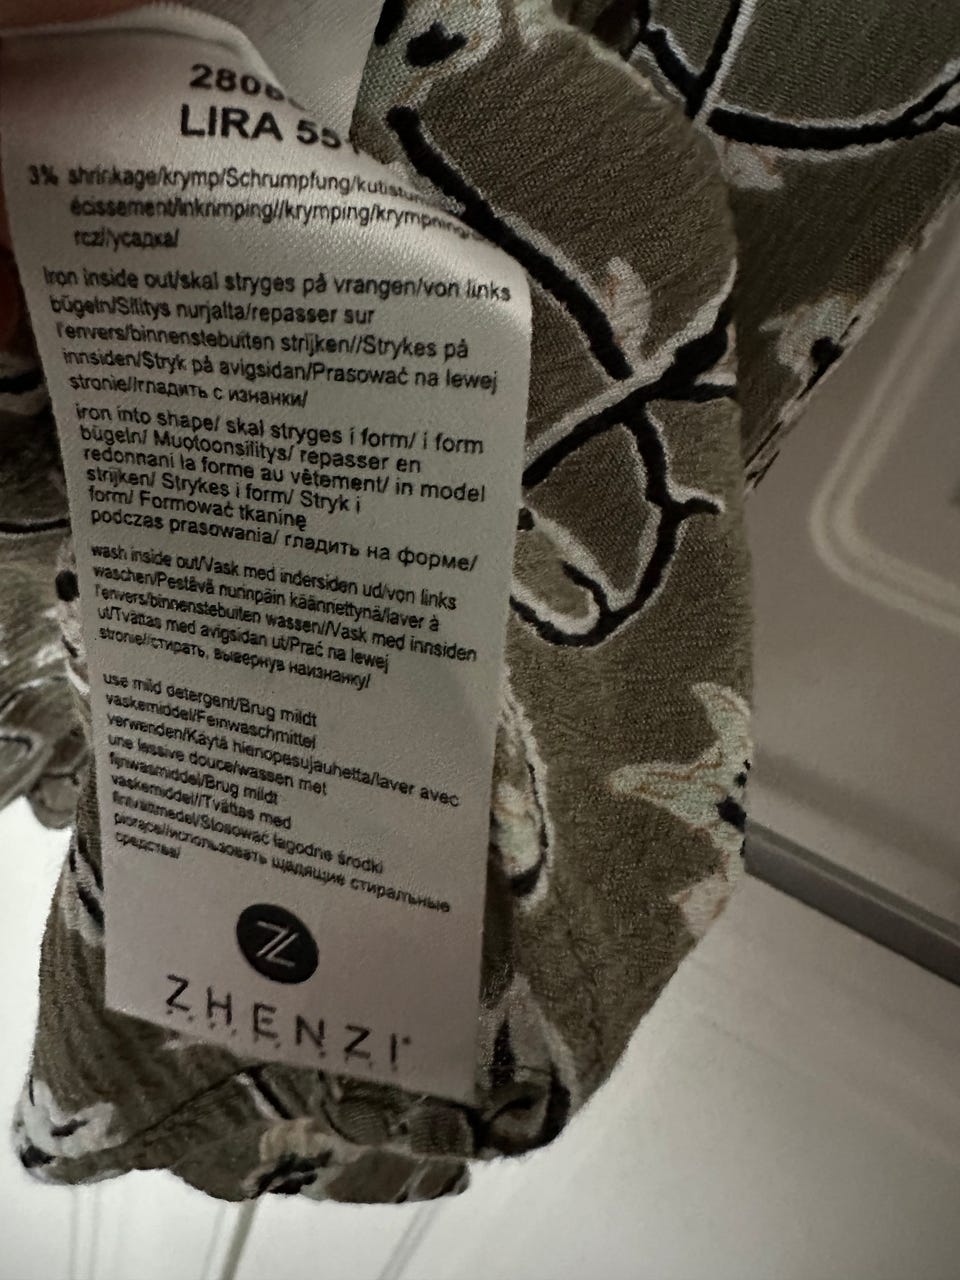 2808
LIRA 551
3% shrinkage/krymp/Schrumpfung/kutistu
écissement/inkrimping//krymping/krympning
rcz//усадка/
Iron inside out/skal stryges på vrangen/von links
bügeln/Silitys nurjalta/repasser sur
l'envers/binnenstebuiten strijken//Strykes på
innsiden/Stryk på avigsidan/Prasować na lewej
stronie//гладить с изнанки/
iron into shape/ skal stryges i form/ i form
bügeln/ Muotoonsilitys/ repasser en
redonnani la forme au vêtement/ in model
strijken/ Strykes i form/ Stryk i
form/ Formować tkaninę
podczas prasowania/ гладить на форме/
wash inside out/Vask med indersiden ud/von links
waschen/Pestävä nurinpäin käännettynä/laver à
l'envers/binnenstebuiten wassen//Vask med innsiden
ut/Tvättas med avigsidan ut/Prać na lewej
stronie//стирать, вывернув наизнанку/
use mild detergent/Brug mildt
vaskemiddel/Feinwaschmittel
verwenden/Käytä hienopesujauhetta/laver avec
une lessive douce/wassen met
fijnwasmiddel/Brug mildt
vaskemiddel//Tvättas med
fintvättmedel/Stosować łagodne środki
piorące//использовать щадящие стиральные
средства/
ZHENZI®